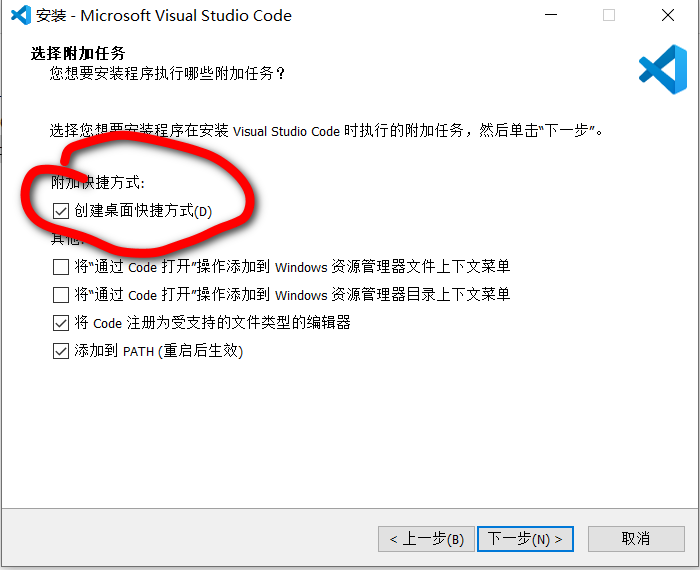 安装 - Microsoft Visual Studio Code
选择附加任务
您想要安装程序执行哪些附加任务？
选择您想要安装程序在安装 Visual Studio Code 时执行的附加任务，然后单击“下一步”。
附加快捷方式:
创建桌面快捷方式(D)
其他:
将“通过 Code 打开”操作添加到 Windows 资源管理器文件上下文菜单
将“通过 Code 打开”操作添加到 Windows 资源管理器目录上下文菜单
将 Code 注册为受支持的文件类型的编辑器
添加到 PATH (重启后生效)
< 上一步(B)
下一步(N) >
取消